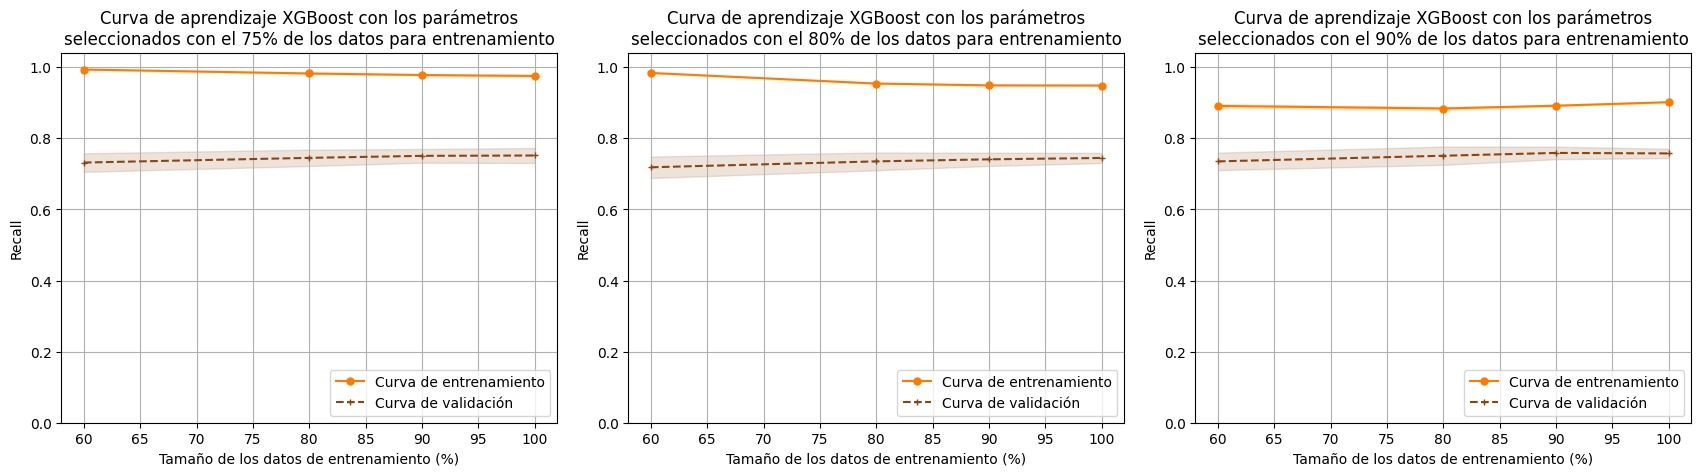 Curva de aprendizaje XGBoost con los parámetros
seleccionados con el 75% de los datos para entrenamiento
1.0
0.8
0.6
0.4
0.2
0.0
Recall
60 65 70 75 80 85 90 95 100
Tamaño de los datos de entrenamiento (%)
Curva de entrenamiento
Curva de validación
Curva de aprendizaje XGBoost con los parámetros
seleccionados con el 80% de los datos para entrenamiento
1.0
0.8
0.6
0.4
0.2
0.0
Recall
60 65 70 75 80 85 90 95 100
Tamaño de los datos de entrenamiento (%)
Curva de entrenamiento
Curva de validación
Curva de aprendizaje XGBoost con los parámetros
seleccionados con el 90% de los datos para entrenamiento
1.0
0.8
0.6
0.4
0.2
0.0
Recall
60 65 70 75 80 85 90 95 100
Tamaño de los datos de entrenamiento (%)
Curva de entrenamiento
Curva de validación